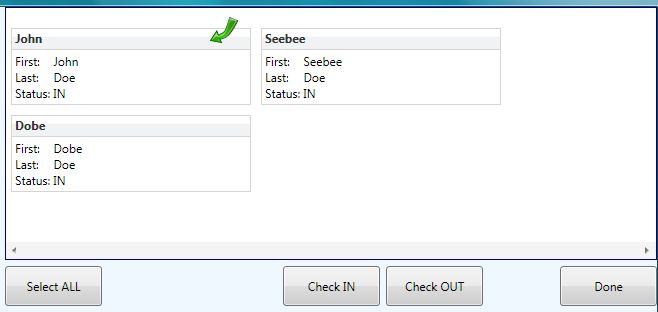 John
First: John
Last: Doe
Status: IN
Seebee
First: Seebee
Last: Doe
Status: IN
Dobe
First: Dobe
Last: Doe
Status: IN
Select ALL
Check IN
Check OUT
Done